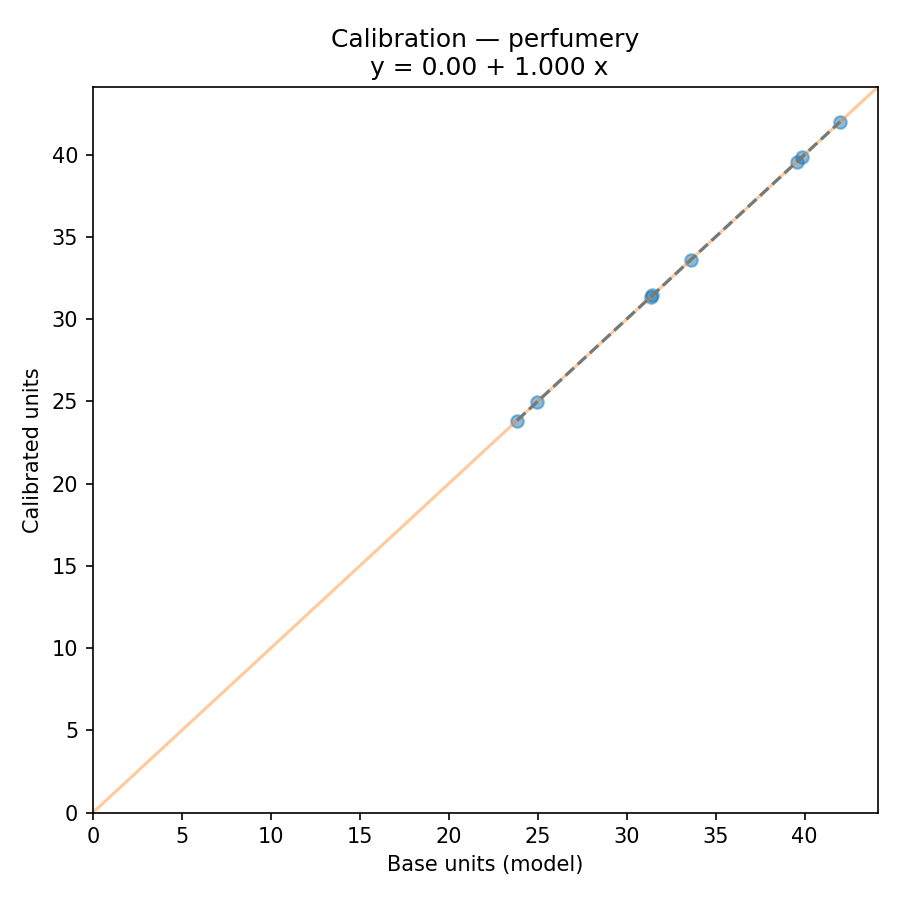 Calibration — perfumery
y = 0.00 + 1.000 x
Calibrated units
40
35
30
25
20
15
10
5
0
0 5 10 15 20 25 30 35 40
Base units (model)